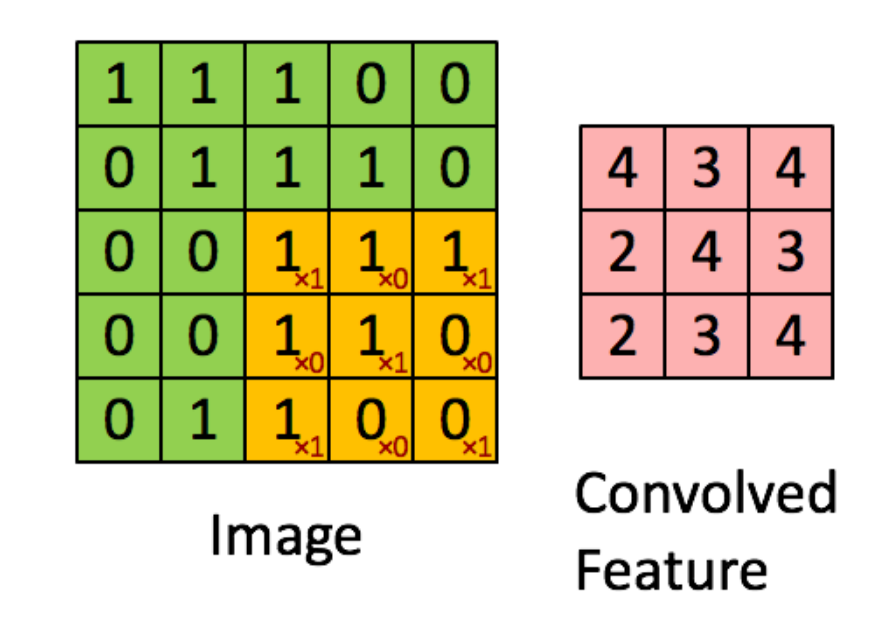 1 1 1 0 0
0 1 1 1 0
0 0 1×1 1×0 1×1
0 0 1×0 1×1 0×0
0 1 1×1 0×0 0×1
Image
4 3 4
2 4 3
2 3 4
Convolved
Feature